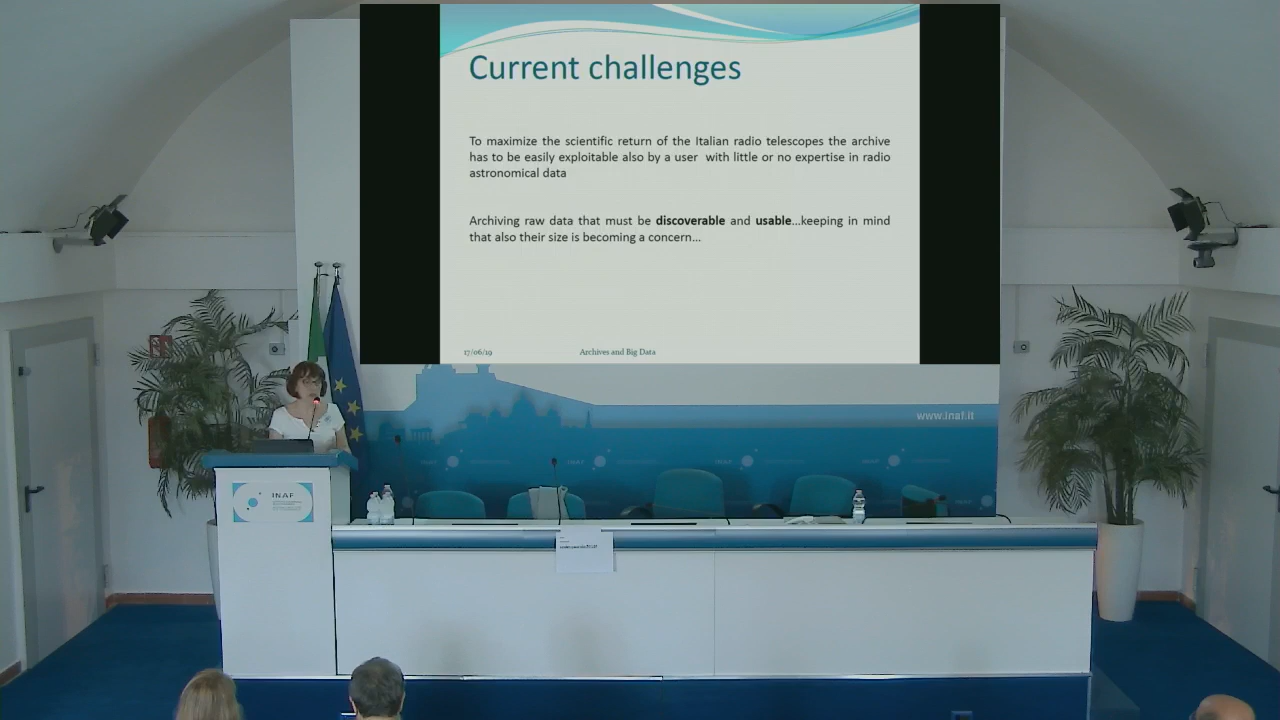 Current challenges
To maximize the scientific return of the Italian radio telescopes the archive
has to be easily exploitable also by a user with little or no expertise in radio
astronomical data
Archiving raw data that must be discoverable and usable...keeping in mind
that also their size is becoming a concern...
17/06/19
Archives and Big Data
www.inaf.it
INAF